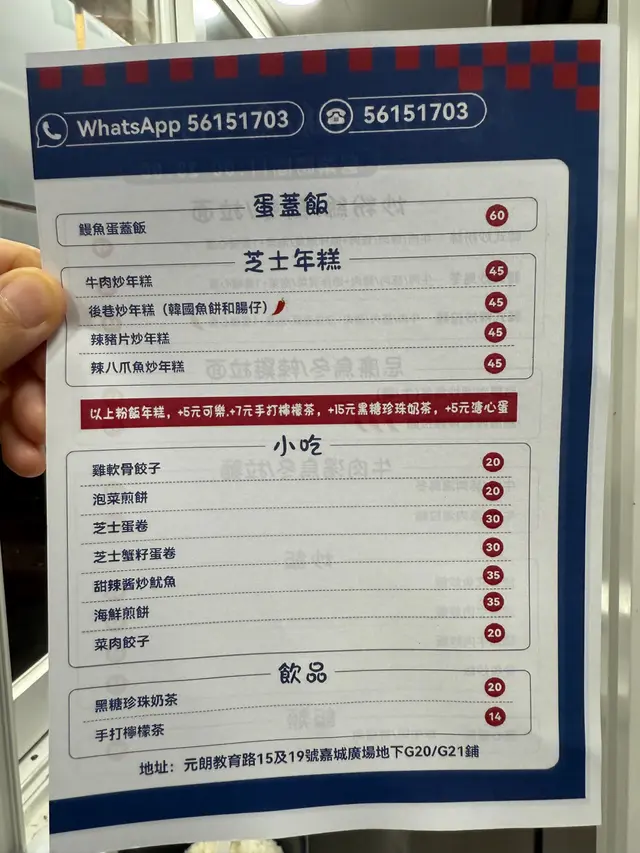 WhatsApp 56151703
56151703
蛋蓋飯
鰻魚蛋蓋飯 60
芝士年糕
牛肉炒年糕 45
後巷炒年糕（韓國魚餅和腸仔） 45
辣豬片炒年糕 45
辣八爪魚炒年糕 45
以上粉飯年糕，+5元可樂.+7元手打檸檬茶，+15元黑糖珍珠奶茶，+5元溏心蛋
小吃
雞軟骨餃子 20
泡菜煎餅 20
芝士蛋卷 30
芝士蟹籽蛋卷 30
甜辣酱炒魷魚 35
海鮮煎餅 35
菜肉餃子 20
飲品
黑糖珍珠奶茶 20
手打檸檬茶 14
地址：元朗教育路15及19號嘉城廣場地下G20/G21鋪